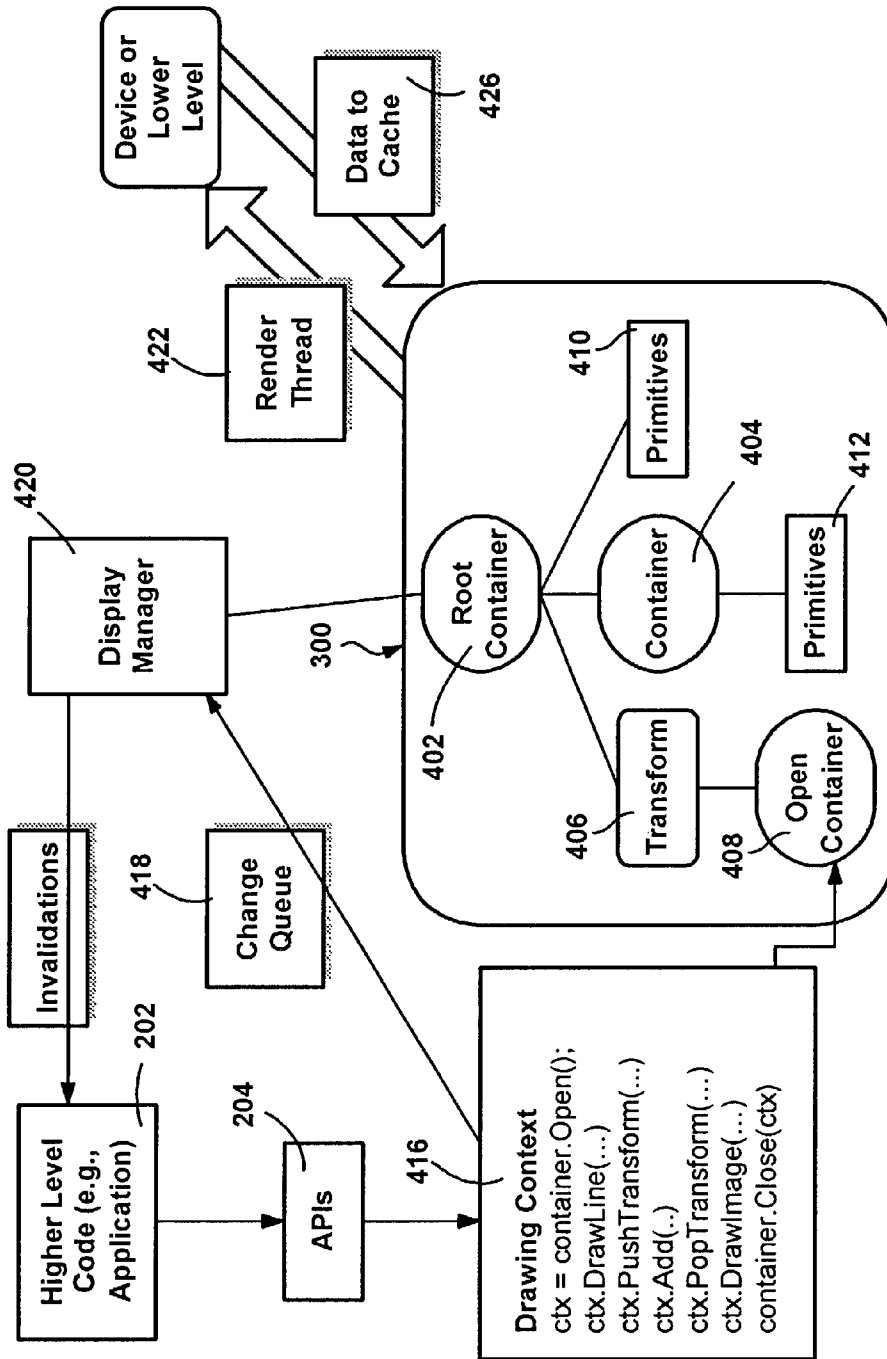 Higher Level
Code (e.g.,
Application)
202
Invalidations
Display
Manager
420
APIs
204
Change
Queue
418
Render
Thread
422
Device or
Lower
Level
Data to
Cache
426
Drawing Context
ctx = container.Open();
ctx.DrawLine(...)
ctx.PushTransform(...)
ctx.Add(..)
ctx.PopTransform(...)
ctx.DrawImage(...)
container.Close(ctx)
416
300
Root
Container
402
Transform
406
Container
404
Primitives
410
Open
Container
408
Primitives
412